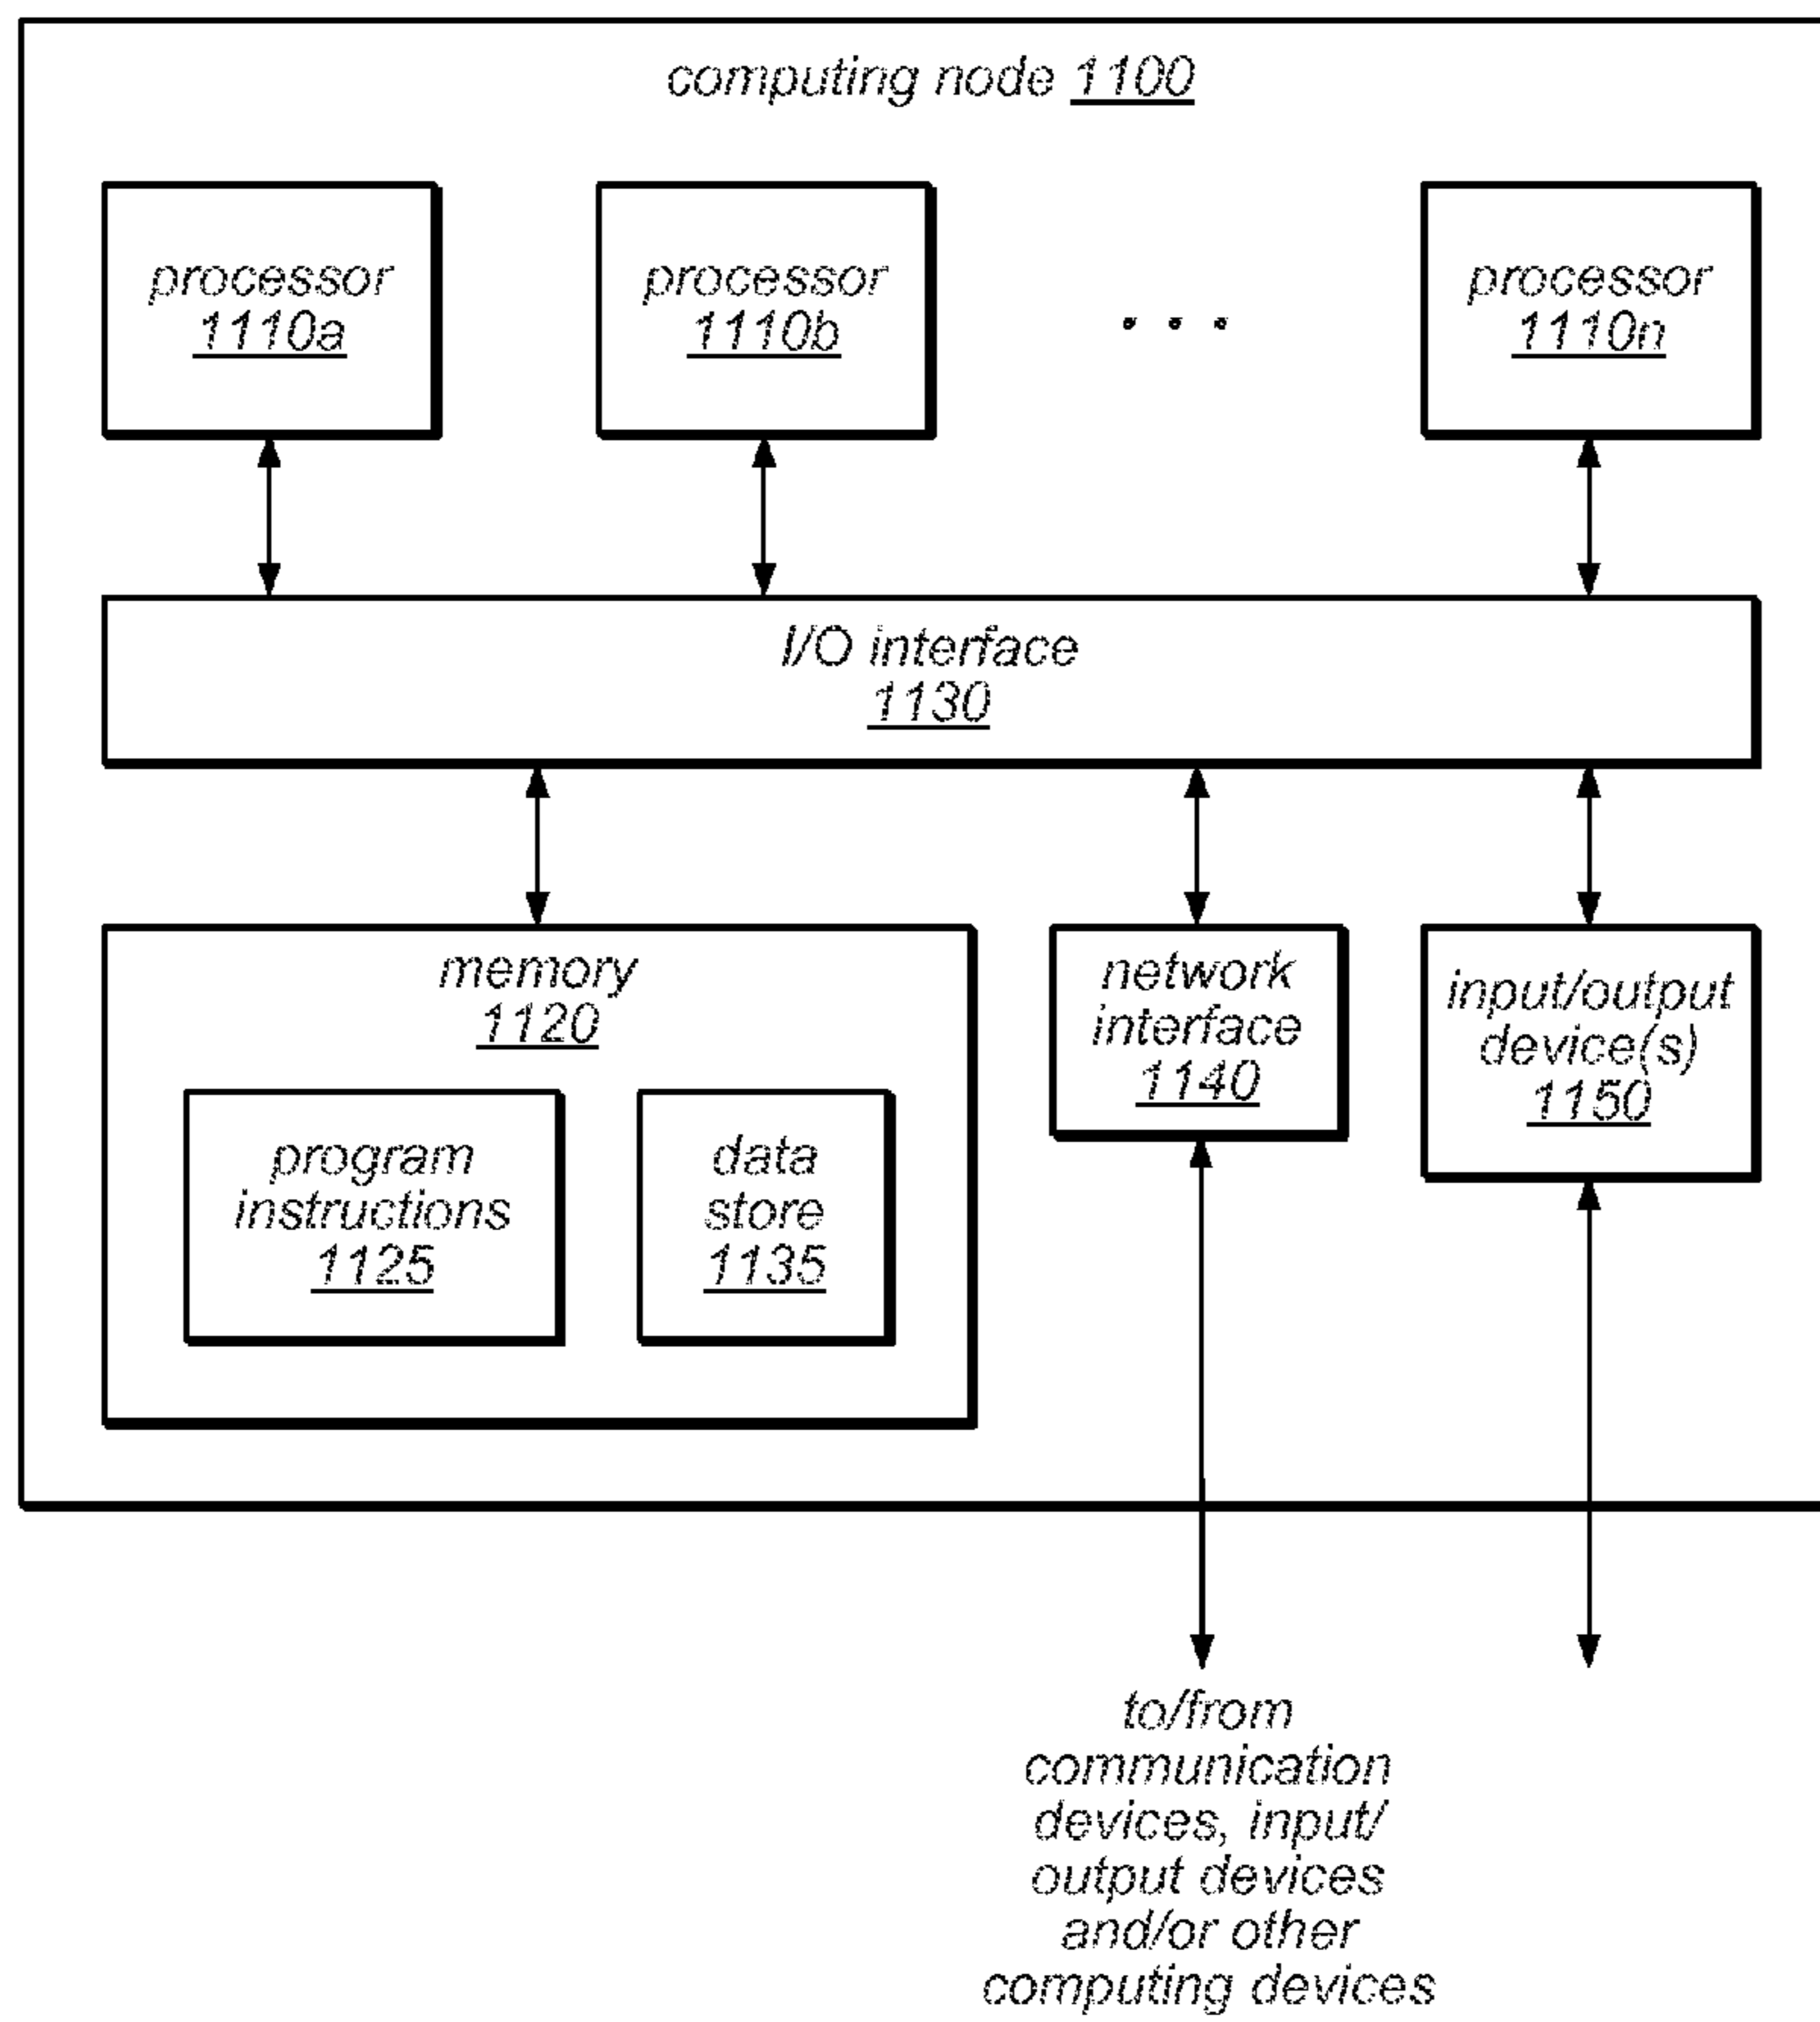 computing node 1100
processor
1110a
processor
1110b
. . .
processor
1110n
I/O interface
1130
memory
1120
program
instructions
1125
data
store
1135
network
interface
1140
input/output
device(s)
1150
to/from
communication
devices, input/
output devices
and/or other
computing devices